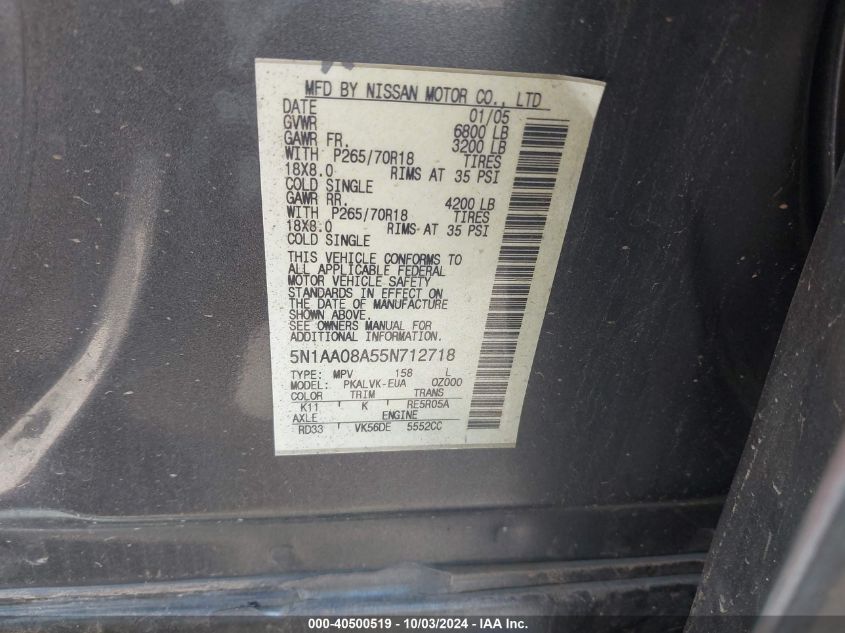 MFD BY NISSAN MOTOR CO., LTD
DATE 01/05
GVWR 6800 LB
GAWR FR. 3200 LB
WITH P265/70R18 TIRES
18X8.0 RIMS AT 35 PSI
COLD SINGLE
GAWR RR. 4200 LB
WITH P265/70R18 TIRES
18X8.0 RIMS AT 35 PSI
COLD SINGLE
THIS VEHICLE CONFORMS TO
ALL APPLICABLE FEDERAL
MOTOR VEHICLE SAFETY
STANDARDS IN EFFECT ON
THE DATE OF MANUFACTURE
SHOWN ABOVE.
SEE OWNERS MANUAL FOR
ADDITIONAL INFORMATION.
5N1AA08A55N712718
TYPE: MPV 158 L
MODEL: PKALVK-EUA 0Z000
COLOR TRIM TRANS
K11 K RE5R05A
AXLE ENGINE
RD33 VK56DE 5552CC
000-40500519 - 10/03/2024 - IAA Inc.